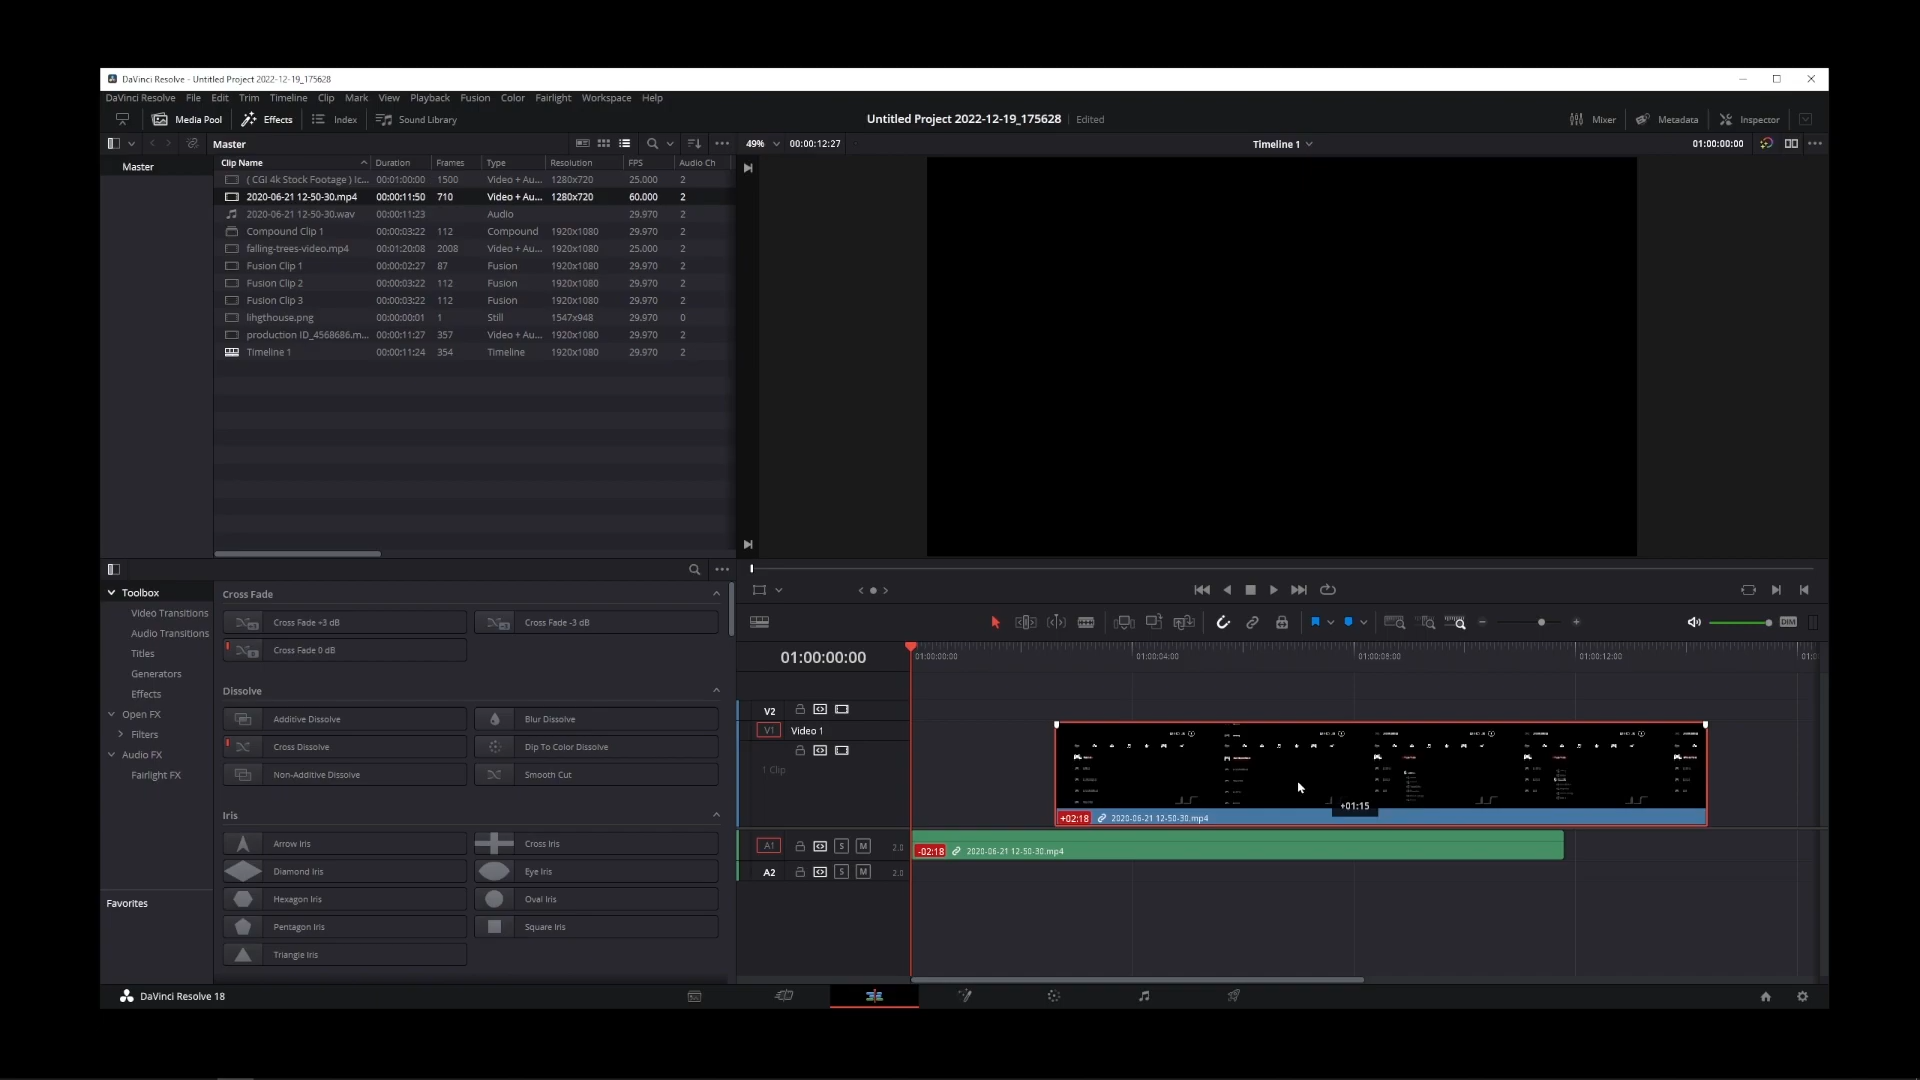 DaVinci Resolve - Untitled Project 2022-12-19_175628
DaVinci Resolve File Edit Trim Timeline Clip Mark View Playback Fusion Color Fairlight Workspace Help
Media Pool Effects Index Sound Library Untitled Project 2022-12-19_175628 Edited Mixer Metadata Inspector
Master 49% 00:00:12:27 Timeline 1 01:00:00:00
Master
Clip Name Duration Frames Type Resolution FPS Audio Ch
( CGI 4k Stock Footage ) Ic... 00:01:00:00 1500 Video + Au... 1280x720 25.000 2
2020-06-21 12-50-30.mp4 00:00:11:50 710 Video + Au... 1280x720 60.000 2
2020-06-21 12-50-30.wav 00:00:11:23 Audio 29.970 2
Compound Clip 1 00:00:03:22 112 Compound 1920x1080 29.970 2
falling-trees-video.mp4 00:01:20:08 2008 Video + Au... 1920x1080 25.000 2
Fusion Clip 1 00:00:02:27 87 Fusion 1920x1080 29.970 2
Fusion Clip 2 00:00:03:22 112 Fusion 1920x1080 29.970 2
Fusion Clip 3 00:00:03:22 112 Fusion 1920x1080 29.970 2
lihgthouse.png 00:00:00:01 1 Still 1547x948 29.970 0
production ID_4568686.m... 00:00:11:27 357 Video + Au... 1920x1080 29.970 2
Timeline 1 00:00:11:24 354 Timeline 1920x1080 29.970 2
Toolbox
Video Transitions
Audio Transitions
Titles
Generators
Effects
Open FX
Filters
Audio FX
Fairlight FX
Favorites
Cross Fade
Cross Fade +3 dB Cross Fade -3 dB
Cross Fade 0 dB
Dissolve
Additive Dissolve Blur Dissolve
Cross Dissolve Dip To Color Dissolve
Non-Additive Dissolve Smooth Cut
Iris
Arrow Iris Cross Iris
Diamond Iris Eye Iris
Hexagon Iris Oval Iris
Pentagon Iris Square Iris
Triangle Iris
DIM
01:00:00:00 01:00:00:00 01:00:04:00 01:00:08:00 01:00:12:00 01:0
V2
V1 Video 1
1 Clip
+01:15
+02:18 2020-06-21 12-50-30.mp4
A1 S M 2.0 -02:18 2020-06-21 12-50-30.mp4
A2 S M 2.0
DaVinci Resolve 18